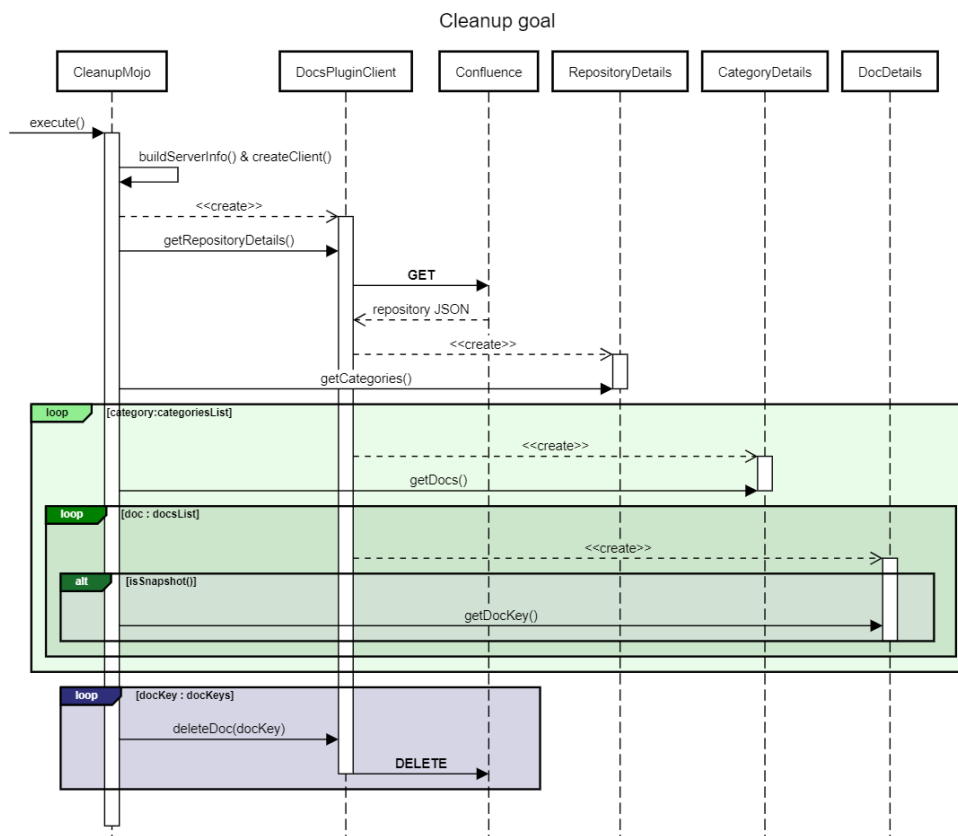 Cleanup goal
CleanupMojo
DocsPluginClient
Confluence
RepositoryDetails
CategoryDetails
DocDetails
execute()
buildServerInfo() & createClient()
<<create>>
getRepositoryDetails()
GET
repository JSON
<<create>>
getCategories()
loop
[category:categoriesList]
<<create>>
getDocs()
loop
[doc : docsList]
<<create>>
alt
[isSnapshot()]
getDocKey()
loop
[docKey : docKeys]
deleteDoc(docKey)
DELETE